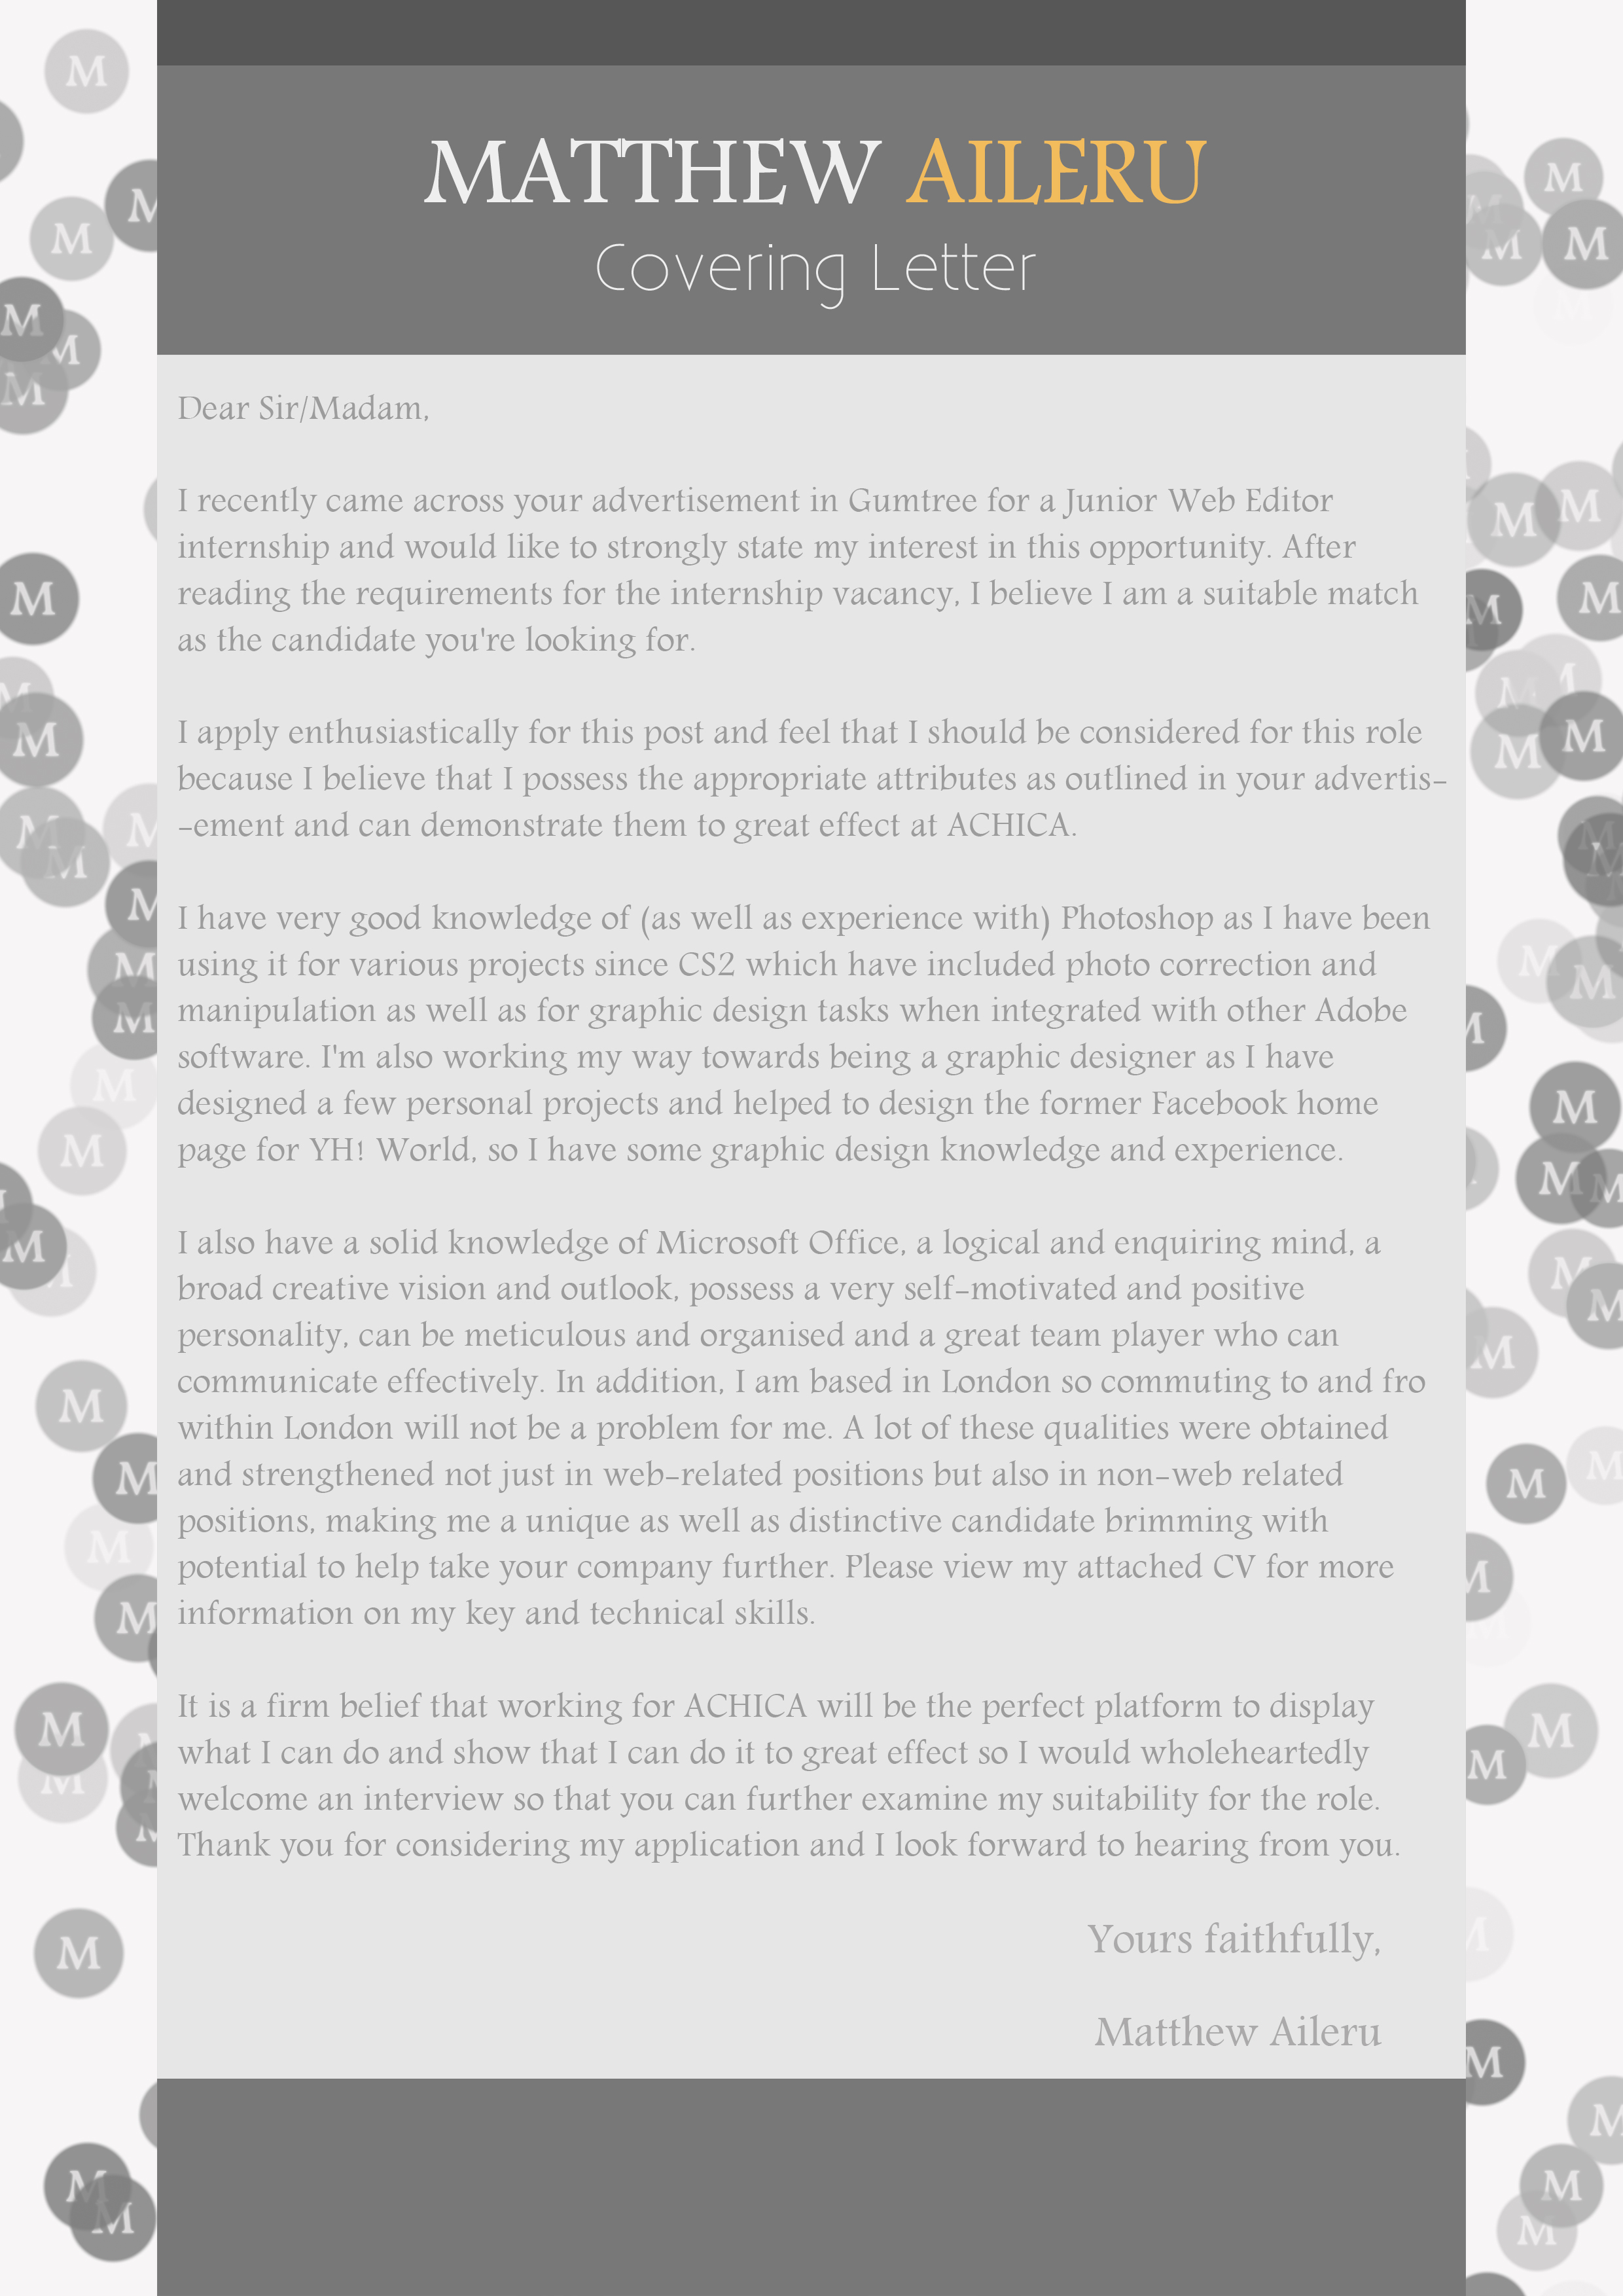 MATTHEW AILERU
Covering Letter
Dear Sir/Madam,
I recently came across your advertisement in Gumtree for a Junior Web Editor
internship and would like to strongly state my interest in this opportunity. After
reading the requirements for the internship vacancy, I believe I am a suitable match
as the candidate you're looking for.
I apply enthusiastically for this post and feel that I should be considered for this role
because I believe that I possess the appropriate attributes as outlined in your advertis-
-ement and can demonstrate them to great effect at ACHICA.
I have very good knowledge of (as well as experience with) Photoshop as I have been
using it for various projects since CS2 which have included photo correction and
manipulation as well as for graphic design tasks when integrated with other Adobe
software. I'm also working my way towards being a graphic designer as I have
designed a few personal projects and helped to design the former Facebook home
page for YH! World, so I have some graphic design knowledge and experience.
I also have a solid knowledge of Microsoft Office, a logical and enquiring mind, a
broad creative vision and outlook, possess a very self-motivated and positive
personality, can be meticulous and organised and a great team player who can
communicate effectively. In addition, I am based in London so commuting to and fro
within London will not be a problem for me. A lot of these qualities were obtained
and strengthened not just in web-related positions but also in non-web related
positions, making me a unique as well as distinctive candidate brimming with
potential to help take your company further. Please view my attached CV for more
information on my key and technical skills.
It is a firm belief that working for ACHICA will be the perfect platform to display
what I can do and show that I can do it to great effect so I would wholeheartedly
welcome an interview so that you can further examine my suitability for the role.
Thank you for considering my application and I look forward to hearing from you.
Yours faithfully,
Matthew Aileru